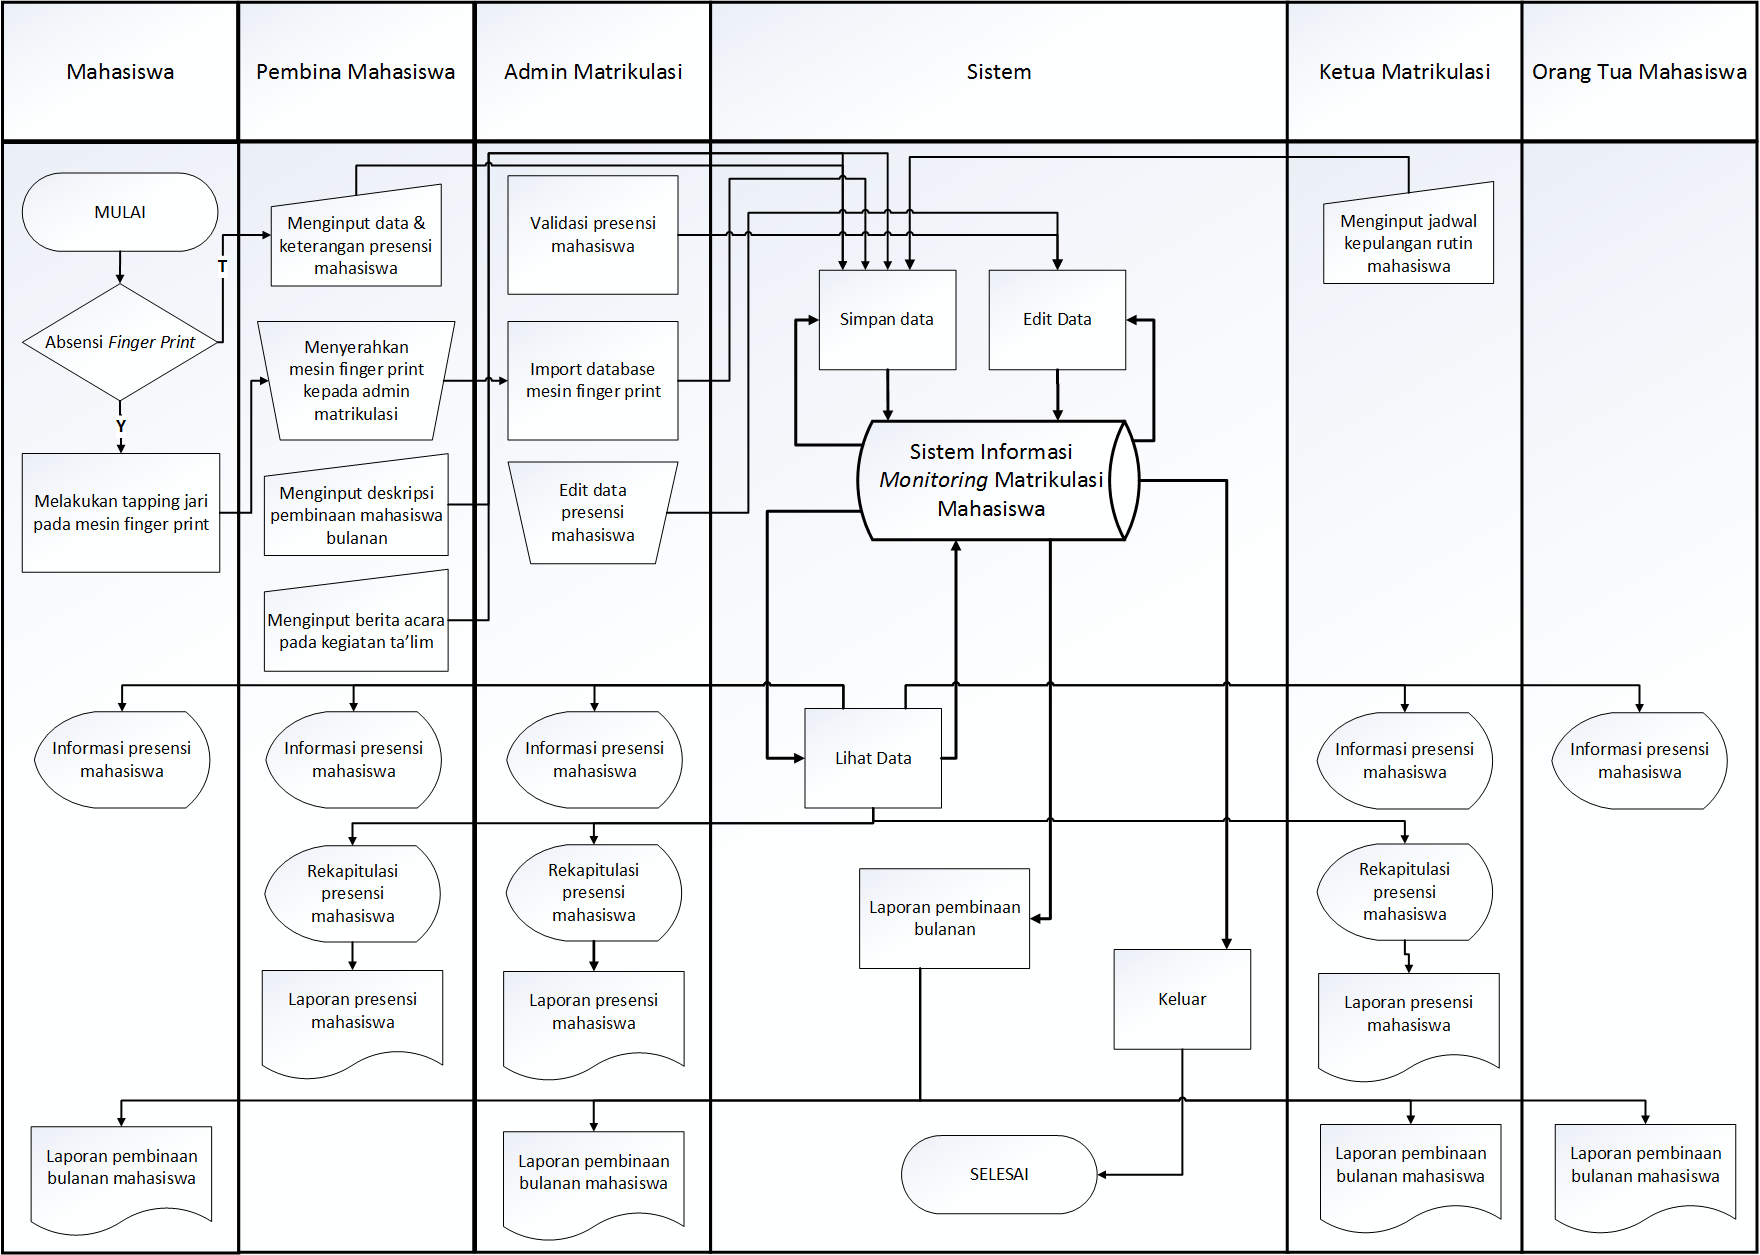 Mahasiswa
Pembina Mahasiswa
Admin Matrikulasi
Sistem
Ketua Matrikulasi
Orang Tua Mahasiswa
MULAI
Absensi Finger Print
T
Y
Melakukan tapping jari
pada mesin finger print
Menginput data &
keterangan presensi
mahasiswa
Menyerahkan
mesin finger print
kepada admin
matrikulasi
Menginput deskripsi
pembinaan mahasiswa
bulanan
Menginput berita acara
pada kegiatan ta’lim
Validasi presensi
mahasiswa
Import database
mesin finger print
Edit data
presensi
mahasiswa
Simpan data
Edit Data
Sistem Informasi
Monitoring Matrikulasi
Mahasiswa
Menginput jadwal
kepulangan rutin
mahasiswa
Informasi presensi
mahasiswa
Informasi presensi
mahasiswa
Informasi presensi
mahasiswa
Lihat Data
Informasi presensi
mahasiswa
Informasi presensi
mahasiswa
Rekapitulasi
presensi
mahasiswa
Rekapitulasi
presensi
mahasiswa
Laporan pembinaan
bulanan
Rekapitulasi
presensi
mahasiswa
Laporan presensi
mahasiswa
Laporan presensi
mahasiswa
Keluar
Laporan presensi
mahasiswa
Laporan pembinaan
bulanan mahasiswa
Laporan pembinaan
bulanan mahasiswa
SELESAI
Laporan pembinaan
bulanan mahasiswa
Laporan pembinaan
bulanan mahasiswa